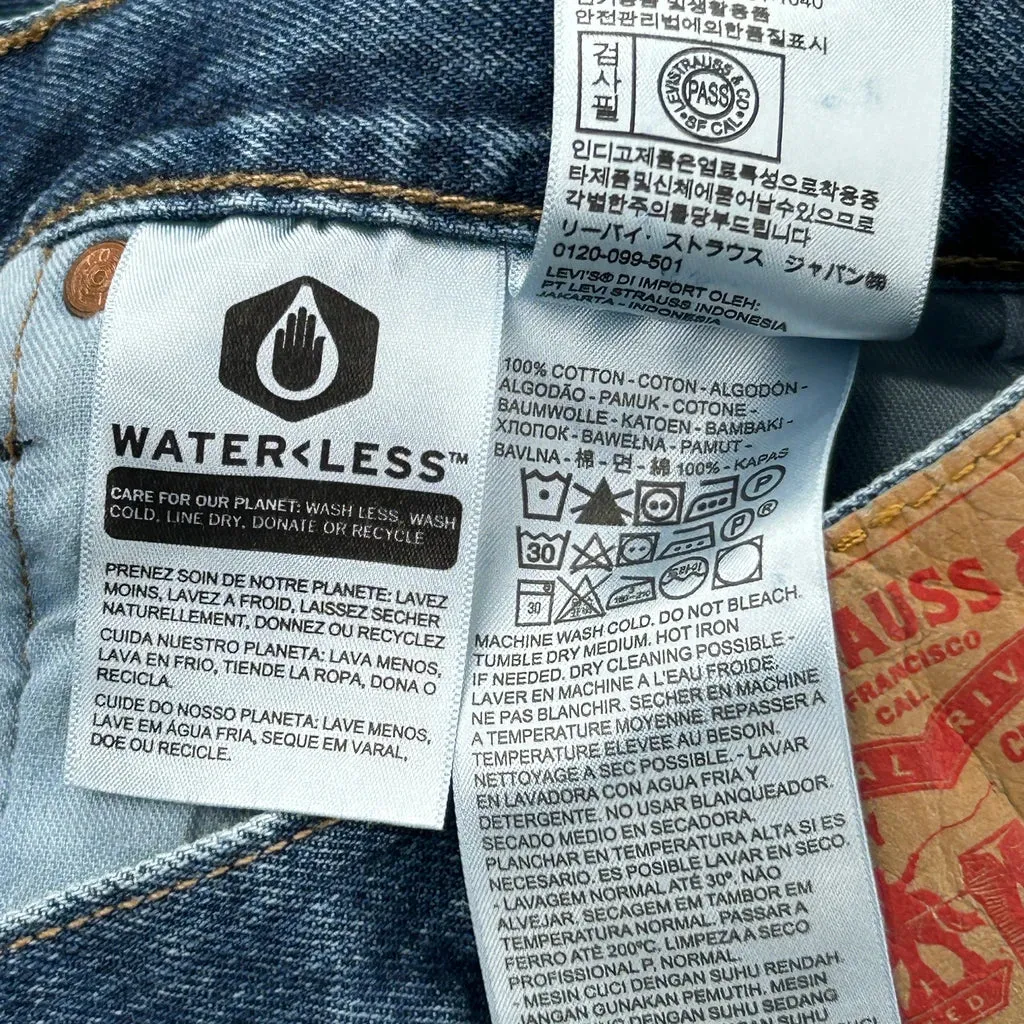 안전관리법에의한품질표시
검사필
LEVI STRAUSS & CO
PASS
SF CAL
인디고제품은염료특성으로착용중
타제품및신체에물어날수있으므로
각별한주의를당부드립니다
リーバイ・ストラウス ジャパン㈱
0120-099-501
LEVI'S® DI IMPORT OLEH:
PT LEVI STRAUSS INDONESIA
JAKARTA - INDONESIA
WATER<LESS™
CARE FOR OUR PLANET: WASH LESS, WASH
COLD, LINE DRY, DONATE OR RECYCLE
PRENEZ SOIN DE NOTRE PLANETE: LAVEZ
MOINS, LAVEZ A FROID, LAISSEZ SECHER
NATURELLEMENT, DONNEZ OU RECYCLEZ
CUIDA NUESTRO PLANETA: LAVA MENOS,
LAVA EN FRIO, TIENDE LA ROPA, DONA O
RECICLA.
CUIDE DO NOSSO PLANETA: LAVE MENOS,
LAVE EM ÁGUA FRIA, SEQUE EM VARAL,
DOE OU RECICLE.
100% COTTON - COTON - ALGODÓN -
ALGODÃO - PAMUK - COTONE -
BAUMWOLLE - KATOEN - BAMBAKI -
ХЛОПОК - BAWEŁNA - PAMUT -
BAVLNA - 棉 - 면 - 綿 100% - KAPAS
P
30
P ®
30
드라이
MACHINE WASH COLD. DO NOT BLEACH.
TUMBLE DRY MEDIUM. HOT IRON
IF NEEDED. DRY CLEANING POSSIBLE -
LAVER EN MACHINE A L'EAU FROIDE.
NE PAS BLANCHIR. SECHER EN MACHINE
A TEMPERATURE MOYENNE. REPASSER A
TEMPERATURE ELEVEE AU BESOIN.
NETTOYAGE A SEC POSSIBLE. - LAVAR
EN LAVADORA CON AGUA FRIA Y
DETERGENTE. NO USAR BLANQUEADOR.
SECADO MEDIO EN SECADORA.
PLANCHAR EN TEMPERATURA ALTA SI ES
NECESARIO. ES POSIBLE LAVAR EN SECO.
- LAVAGEM NORMAL ATÉ 30º. NÃO
ALVEJAR. SECAGEM EM TAMBOR EM
TEMPERATURA NORMAL. PASSAR A
FERRO ATÉ 200ºC. LIMPEZA A SECO
PROFISSIONAL P, NORMAL.
- MESIN CUCI DENGAN SUHU RENDAH.
JANGAN GUNAKAN PEMUTIH. MESIN
DENGAN SUHU SEDANG
AUSS &
FRANCISCO
CAL.